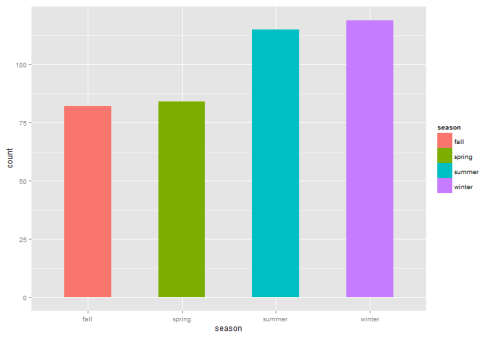 100
75
50
25
0
count
fall
spring
summer
winter
season
season
fall
spring
summer
winter